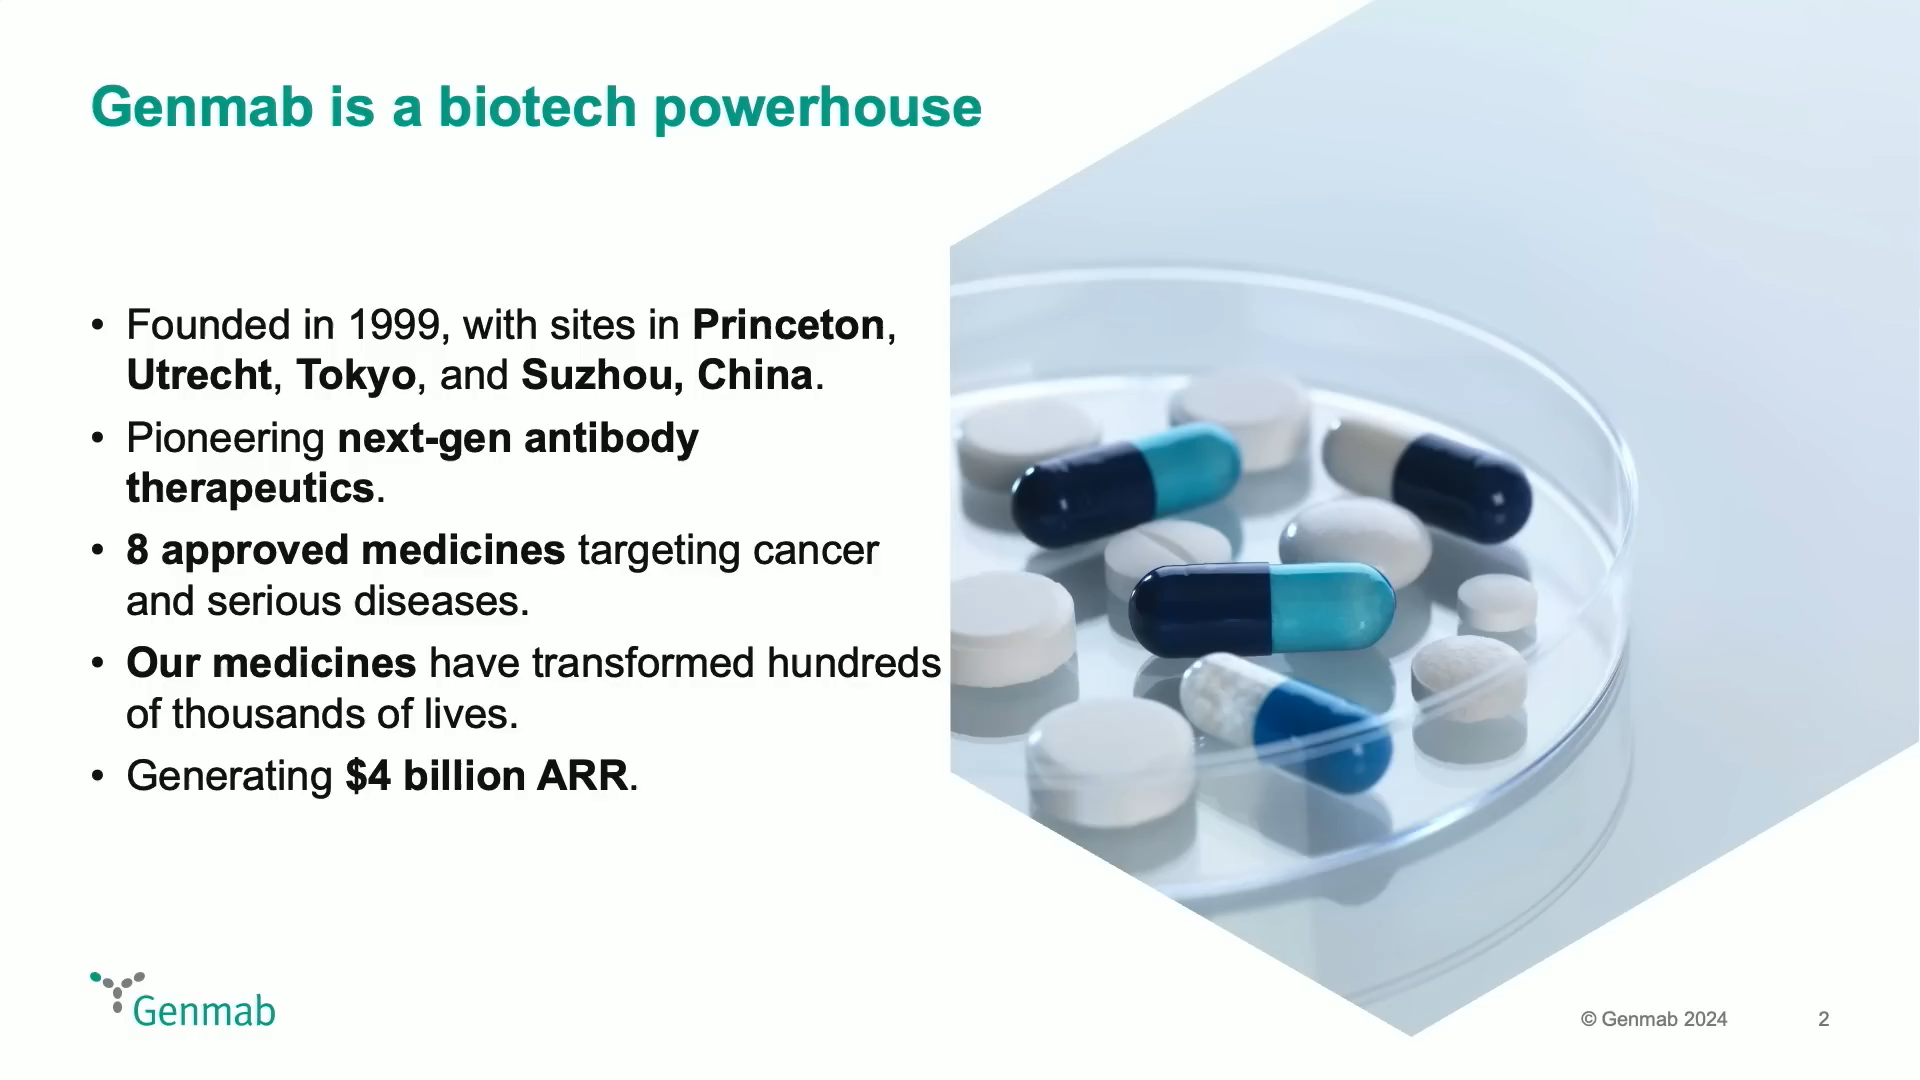 Genmab is a biotech powerhouse
• Founded in 1999, with sites in Princeton,
Utrecht, Tokyo, and Suzhou, China.
• Pioneering next-gen antibody
therapeutics.
• 8 approved medicines targeting cancer
and serious diseases.
• Our medicines have transformed hundreds
of thousands of lives.
• Generating $4 billion ARR.
Genmab
© Genmab 2024
2